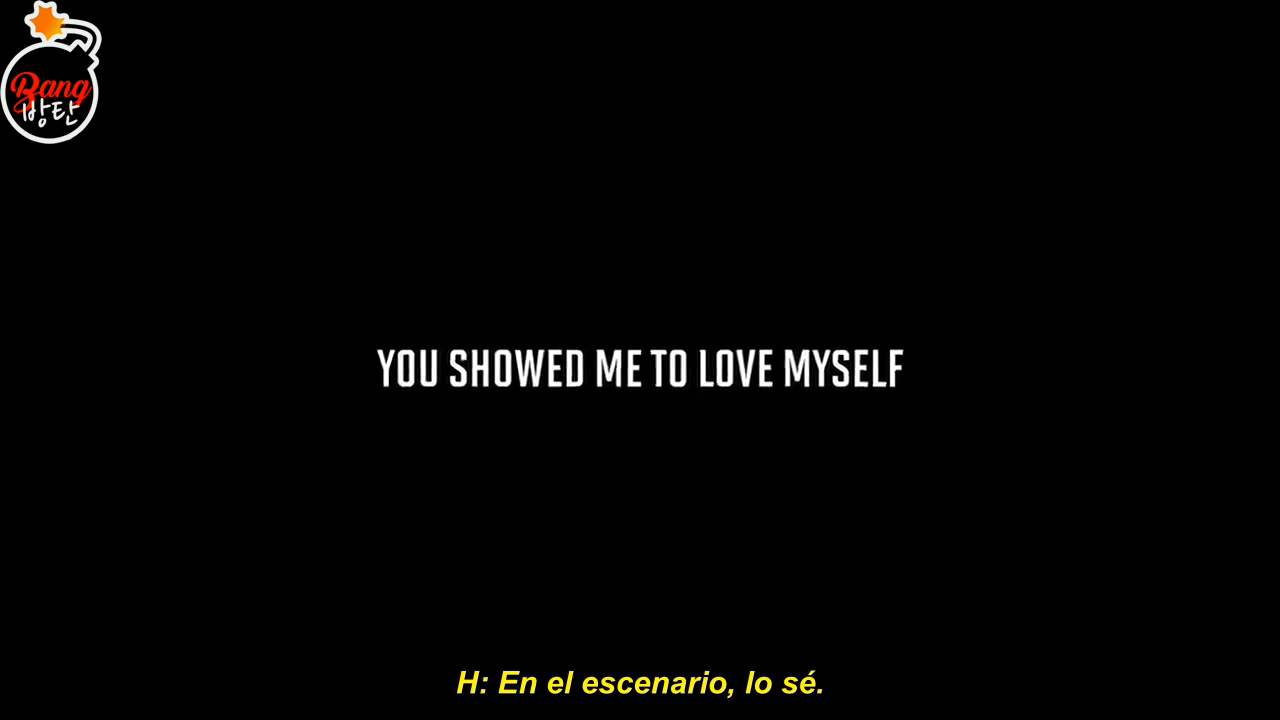 Bang
방탄
YOU SHOWED ME TO LOVE MYSELF
H: En el escenario, lo sé.